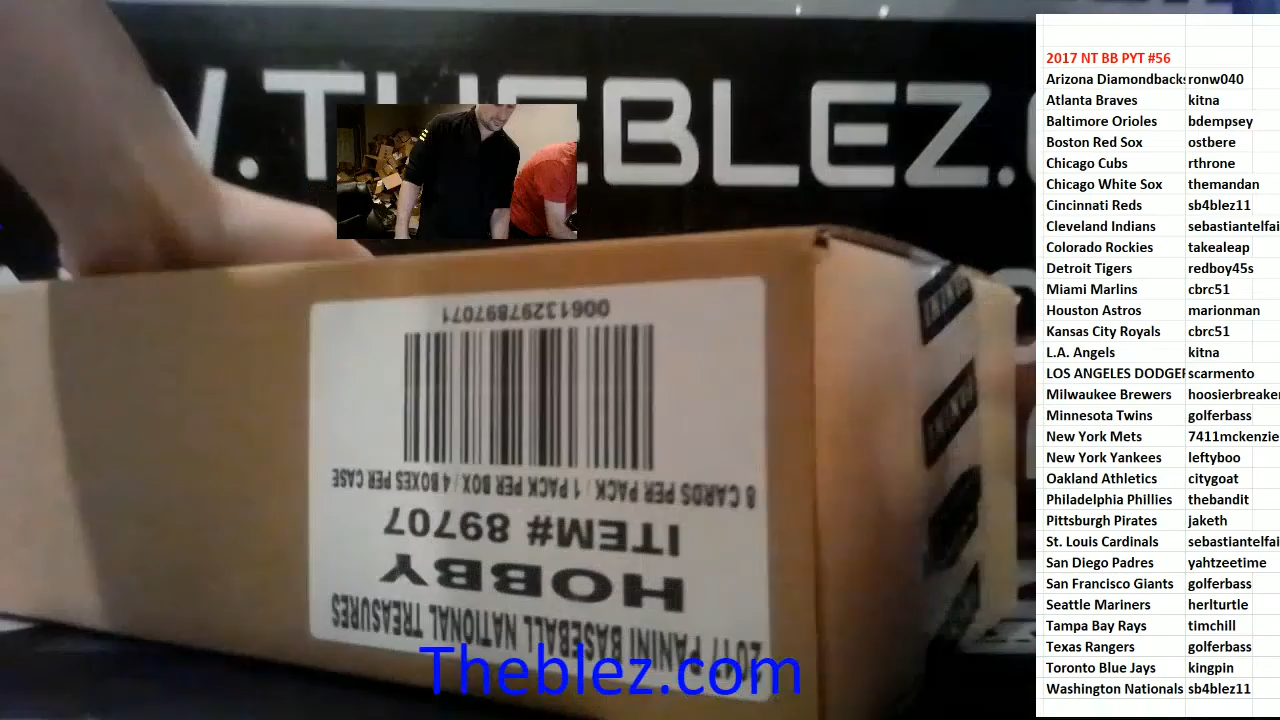 W.THEBLEZ.
00613297897071
8 CARDS PER PACK / 1 PACK PER BOX / 4 BOXES PER CASE
ITEM# 89707
HOBBY
2017 PANINI BASEBALL NATIONAL TREASURES
Theblez.com
2017 NT BB PYT #56
Arizona Diamondbacks ronw040
Atlanta Braves kitna
Baltimore Orioles bdempsey
Boston Red Sox ostbere
Chicago Cubs rthrone
Chicago White Sox themandan
Cincinnati Reds sb4blez11
Cleveland Indians sebastiantelfai
Colorado Rockies takealeap
Detroit Tigers redboy45s
Miami Marlins cbrc51
Houston Astros marionman
Kansas City Royals cbrc51
L.A. Angels kitna
LOS ANGELES DODGER scarmento
Milwaukee Brewers hoosierbreaker
Minnesota Twins golferbass
New York Mets 7411mckenzie
New York Yankees leftyboo
Oakland Athletics citygoat
Philadelphia Phillies thebandit
Pittsburgh Pirates jaketh
St. Louis Cardinals sebastiantelfai
San Diego Padres yahtzeetime
San Francisco Giants golferbass
Seattle Mariners herlturtle
Tampa Bay Rays timchill
Texas Rangers golferbass
Toronto Blue Jays kingpin
Washington Nationals sb4blez11